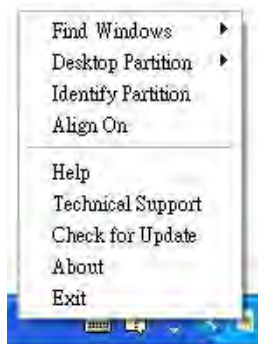 Find Windows
Desktop Partition
Identify Partition
Align On
Help
Technical Support
Check for Update
About
Exit